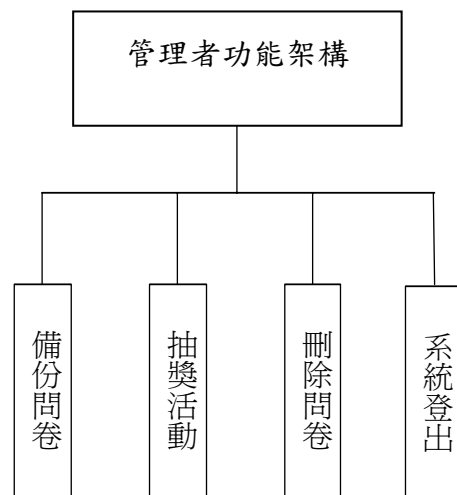 管理者功能架構
備份問卷
抽獎活動
刪除問卷
系統登出